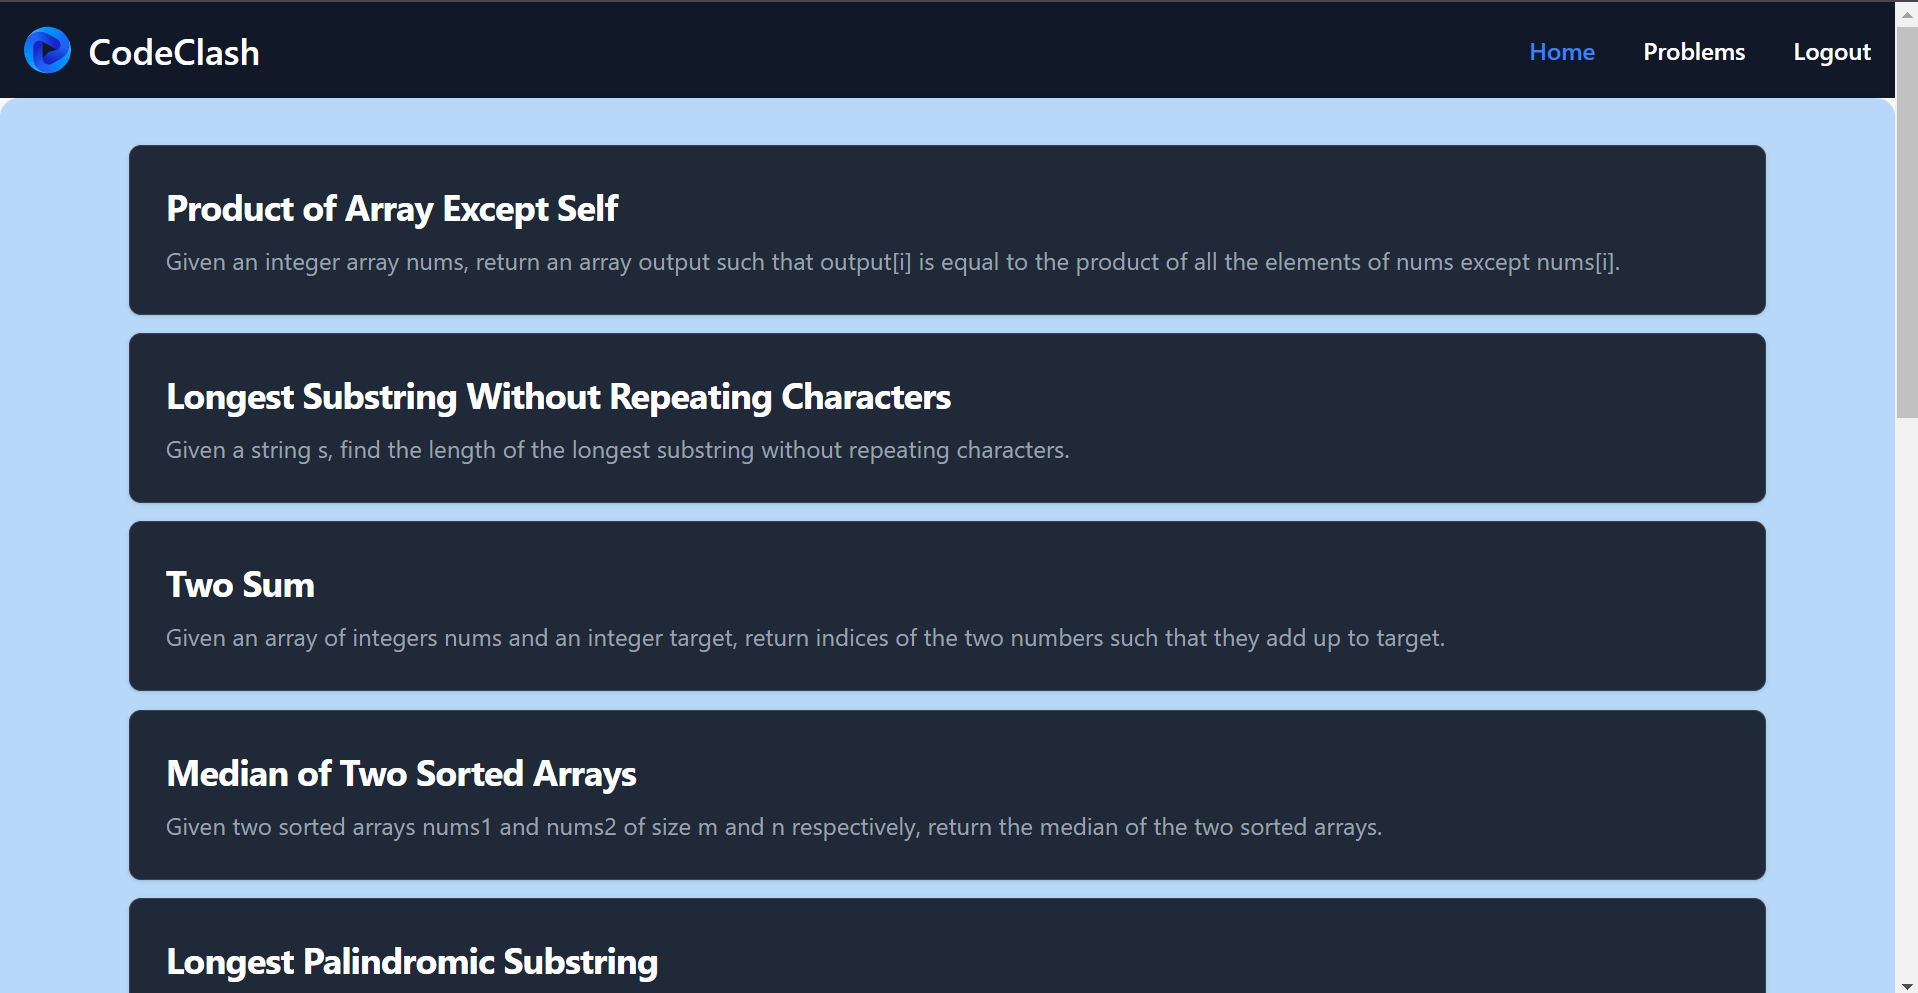 CodeClash
Home
Problems
Logout
Product of Array Except Self
Given an integer array nums, return an array output such that output[i] is equal to the product of all the elements of nums except nums[i].
Longest Substring Without Repeating Characters
Given a string s, find the length of the longest substring without repeating characters.
Two Sum
Given an array of integers nums and an integer target, return indices of the two numbers such that they add up to target.
Median of Two Sorted Arrays
Given two sorted arrays nums1 and nums2 of size m and n respectively, return the median of the two sorted arrays.
Longest Palindromic Substring